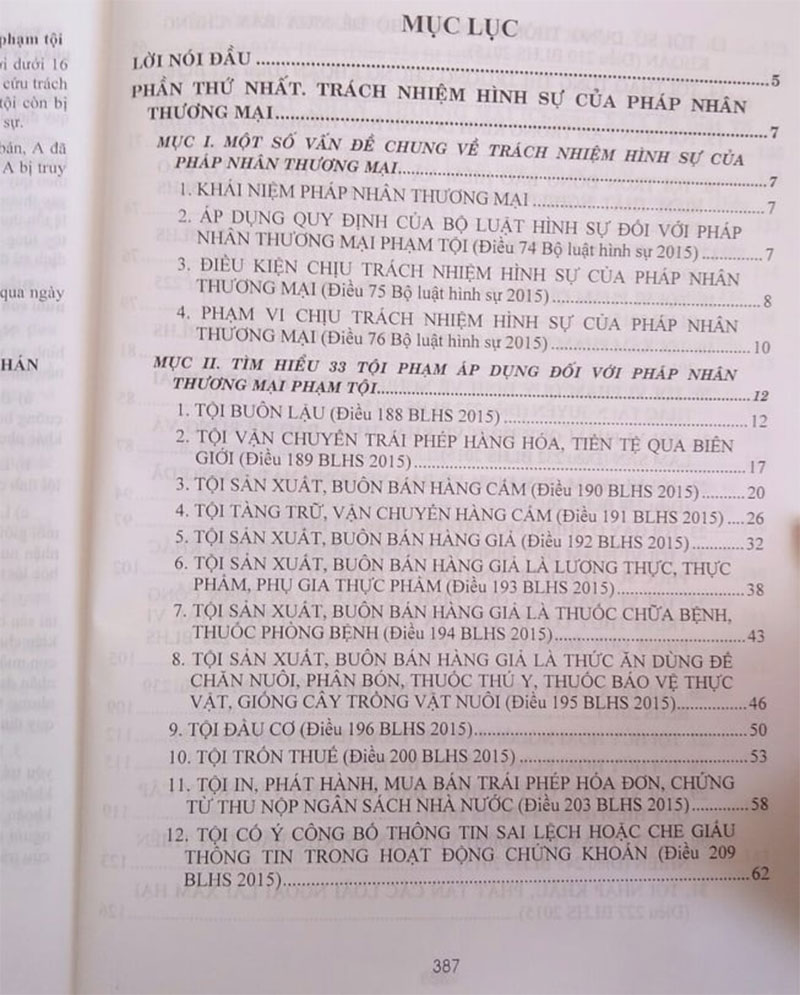 phạm tội
i dưới 16
cứu trách
tội còn bị
sự.
bán, A đã
A bị truy
qua ngày
HÁN
MỤC LỤC
LỜI NÓI ĐẦU ........ 5
PHẦN THỨ NHẤT. TRÁCH NHIỆM HÌNH SỰ CỦA PHÁP NHÂN
THƯƠNG MẠI ........ 7
MỤC I. MỘT SỐ VẤN ĐỀ CHUNG VỀ TRÁCH NHIỆM HÌNH SỰ CỦA
PHÁP NHÂN THƯƠNG MẠI ........ 7
1. KHÁI NIỆM PHÁP NHÂN THƯƠNG MẠI ........ 7
2. ÁP DỤNG QUY ĐỊNH CỦA BỘ LUẬT HÌNH SỰ ĐỐI VỚI PHÁP
NHÂN THƯƠNG MẠI PHẠM TỘI (Điều 74 Bộ luật hình sự 2015) ........ 7
3. ĐIỀU KIỆN CHỊU TRÁCH NHIỆM HÌNH SỰ CỦA PHÁP NHÂN
THƯƠNG MẠI (Điều 75 Bộ luật hình sự 2015) ........ 8
4. PHẠM VI CHỊU TRÁCH NHIỆM HÌNH SỰ CỦA PHÁP NHÂN
THƯƠNG MẠI (Điều 76 Bộ luật hình sự 2015) ........ 10
MỤC II. TÌM HIỂU 33 TỘI PHẠM ÁP DỤNG ĐỐI VỚI PHÁP NHÂN
THƯƠNG MẠI PHẠM TỘI ........ 12
1. TỘI BUÔN LẬU (Điều 188 BLHS 2015) ........ 12
2. TỘI VẬN CHUYỂN TRÁI PHÉP HÀNG HÓA, TIỀN TỆ QUA BIÊN
GIỚI (Điều 189 BLHS 2015) ........ 17
3. TỘI SẢN XUẤT, BUÔN BÁN HÀNG CẤM (Điều 190 BLHS 2015) ........ 20
4. TỘI TÀNG TRỮ, VẬN CHUYỂN HÀNG CẤM (Điều 191 BLHS 2015) .... 26
5. TỘI SẢN XUẤT, BUÔN BÁN HÀNG GIẢ (Điều 192 BLHS 2015) ........ 32
6. TỘI SẢN XUẤT, BUÔN BÁN HÀNG GIẢ LÀ LƯƠNG THỰC, THỰC
PHẨM, PHỤ GIA THỰC PHẨM (Điều 193 BLHS 2015) ........ 38
7. TỘI SẢN XUẤT, BUÔN BÁN HÀNG GIẢ LÀ THUỐC CHỮA BỆNH,
THUỐC PHÒNG BỆNH (Điều 194 BLHS 2015) ........ 43
8. TỘI SẢN XUẤT, BUÔN BÁN HÀNG GIẢ LÀ THỨC ĂN DÙNG ĐỂ
CHĂN NUÔI, PHÂN BÓN, THUỐC THÚ Y, THUỐC BẢO VỆ THỰC
VẬT, GIỐNG CÂY TRỒNG VẬT NUÔI (Điều 195 BLHS 2015) ........ 46
9. TỘI ĐẦU CƠ (Điều 196 BLHS 2015) ........ 50
10. TỘI TRỐN THUẾ (Điều 200 BLHS 2015) ........ 53
11. TỘI IN, PHÁT HÀNH, MUA BÁN TRÁI PHÉP HÓA ĐƠN, CHỨNG
TỪ THU NỘP NGÂN SÁCH NHÀ NƯỚC (Điều 203 BLHS 2015) ........ 58
12. TỘI CỐ Ý CÔNG BỐ THÔNG TIN SAI LỆCH HOẶC CHE GIẤU
THÔNG TIN TRONG HOẠT ĐỘNG CHỨNG KHOÁN (Điều 209
BLHS 2015) ........ 62
387